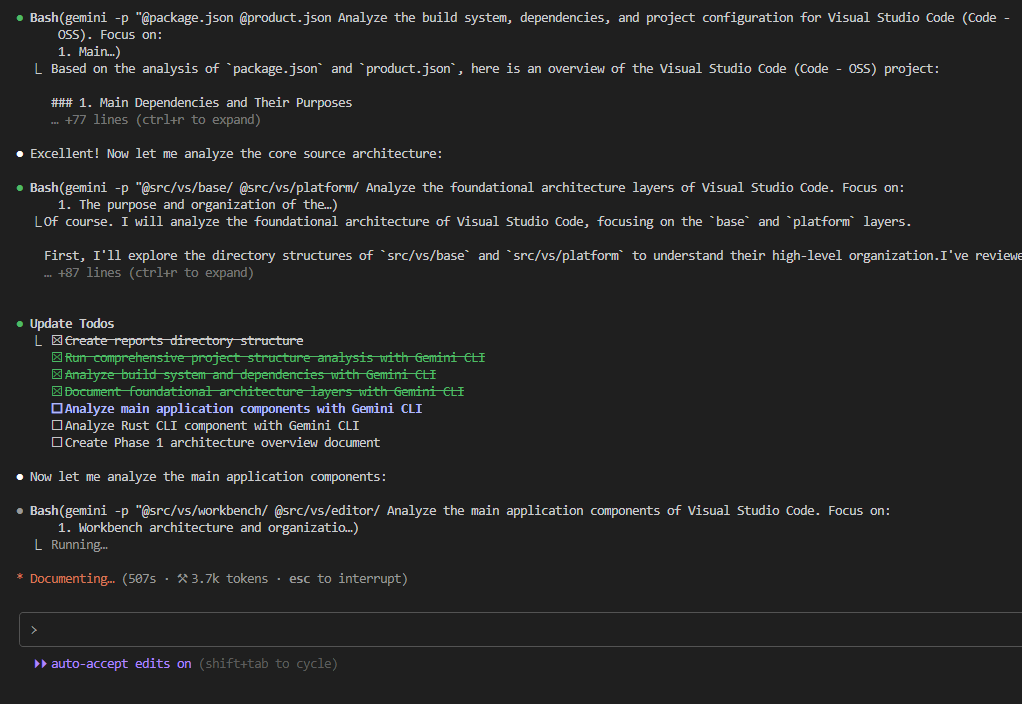 ● Bash(gemini -p "@package.json @product.json Analyze the build system, dependencies, and project configuration for Visual Studio Code (Code -
OSS). Focus on:
1. Main…)
⎿ Based on the analysis of `package.json` and `product.json`, here is an overview of the Visual Studio Code (Code - OSS) project:
### 1. Main Dependencies and Their Purposes
… +77 lines (ctrl+r to expand)
● Excellent! Now let me analyze the core source architecture:
● Bash(gemini -p "@src/vs/base/ @src/vs/platform/ Analyze the foundational architecture layers of Visual Studio Code. Focus on:
1. The purpose and organization of the…)
⎿ Of course. I will analyze the foundational architecture of Visual Studio Code, focusing on the `base` and `platform` layers.
First, I'll explore the directory structures of `src/vs/base` and `src/vs/platform` to understand their high-level organization.I've reviewe
… +87 lines (ctrl+r to expand)
● Update Todos
⎿ ☒ Create reports directory structure
☒ Run comprehensive project structure analysis with Gemini CLI
☒ Analyze build system and dependencies with Gemini CLI
☒ Document foundational architecture layers with Gemini CLI
☐ Analyze main application components with Gemini CLI
☐ Analyze Rust CLI component with Gemini CLI
☐ Create Phase 1 architecture overview document
● Now let me analyze the main application components:
● Bash(gemini -p "@src/vs/workbench/ @src/vs/editor/ Analyze the main application components of Visual Studio Code. Focus on:
1. Workbench architecture and organizatio…)
⎿ Running…
* Documenting… (507s · ⚒ 3.7k tokens · esc to interrupt)
>
⏵⏵ auto-accept edits on (shift+tab to cycle)